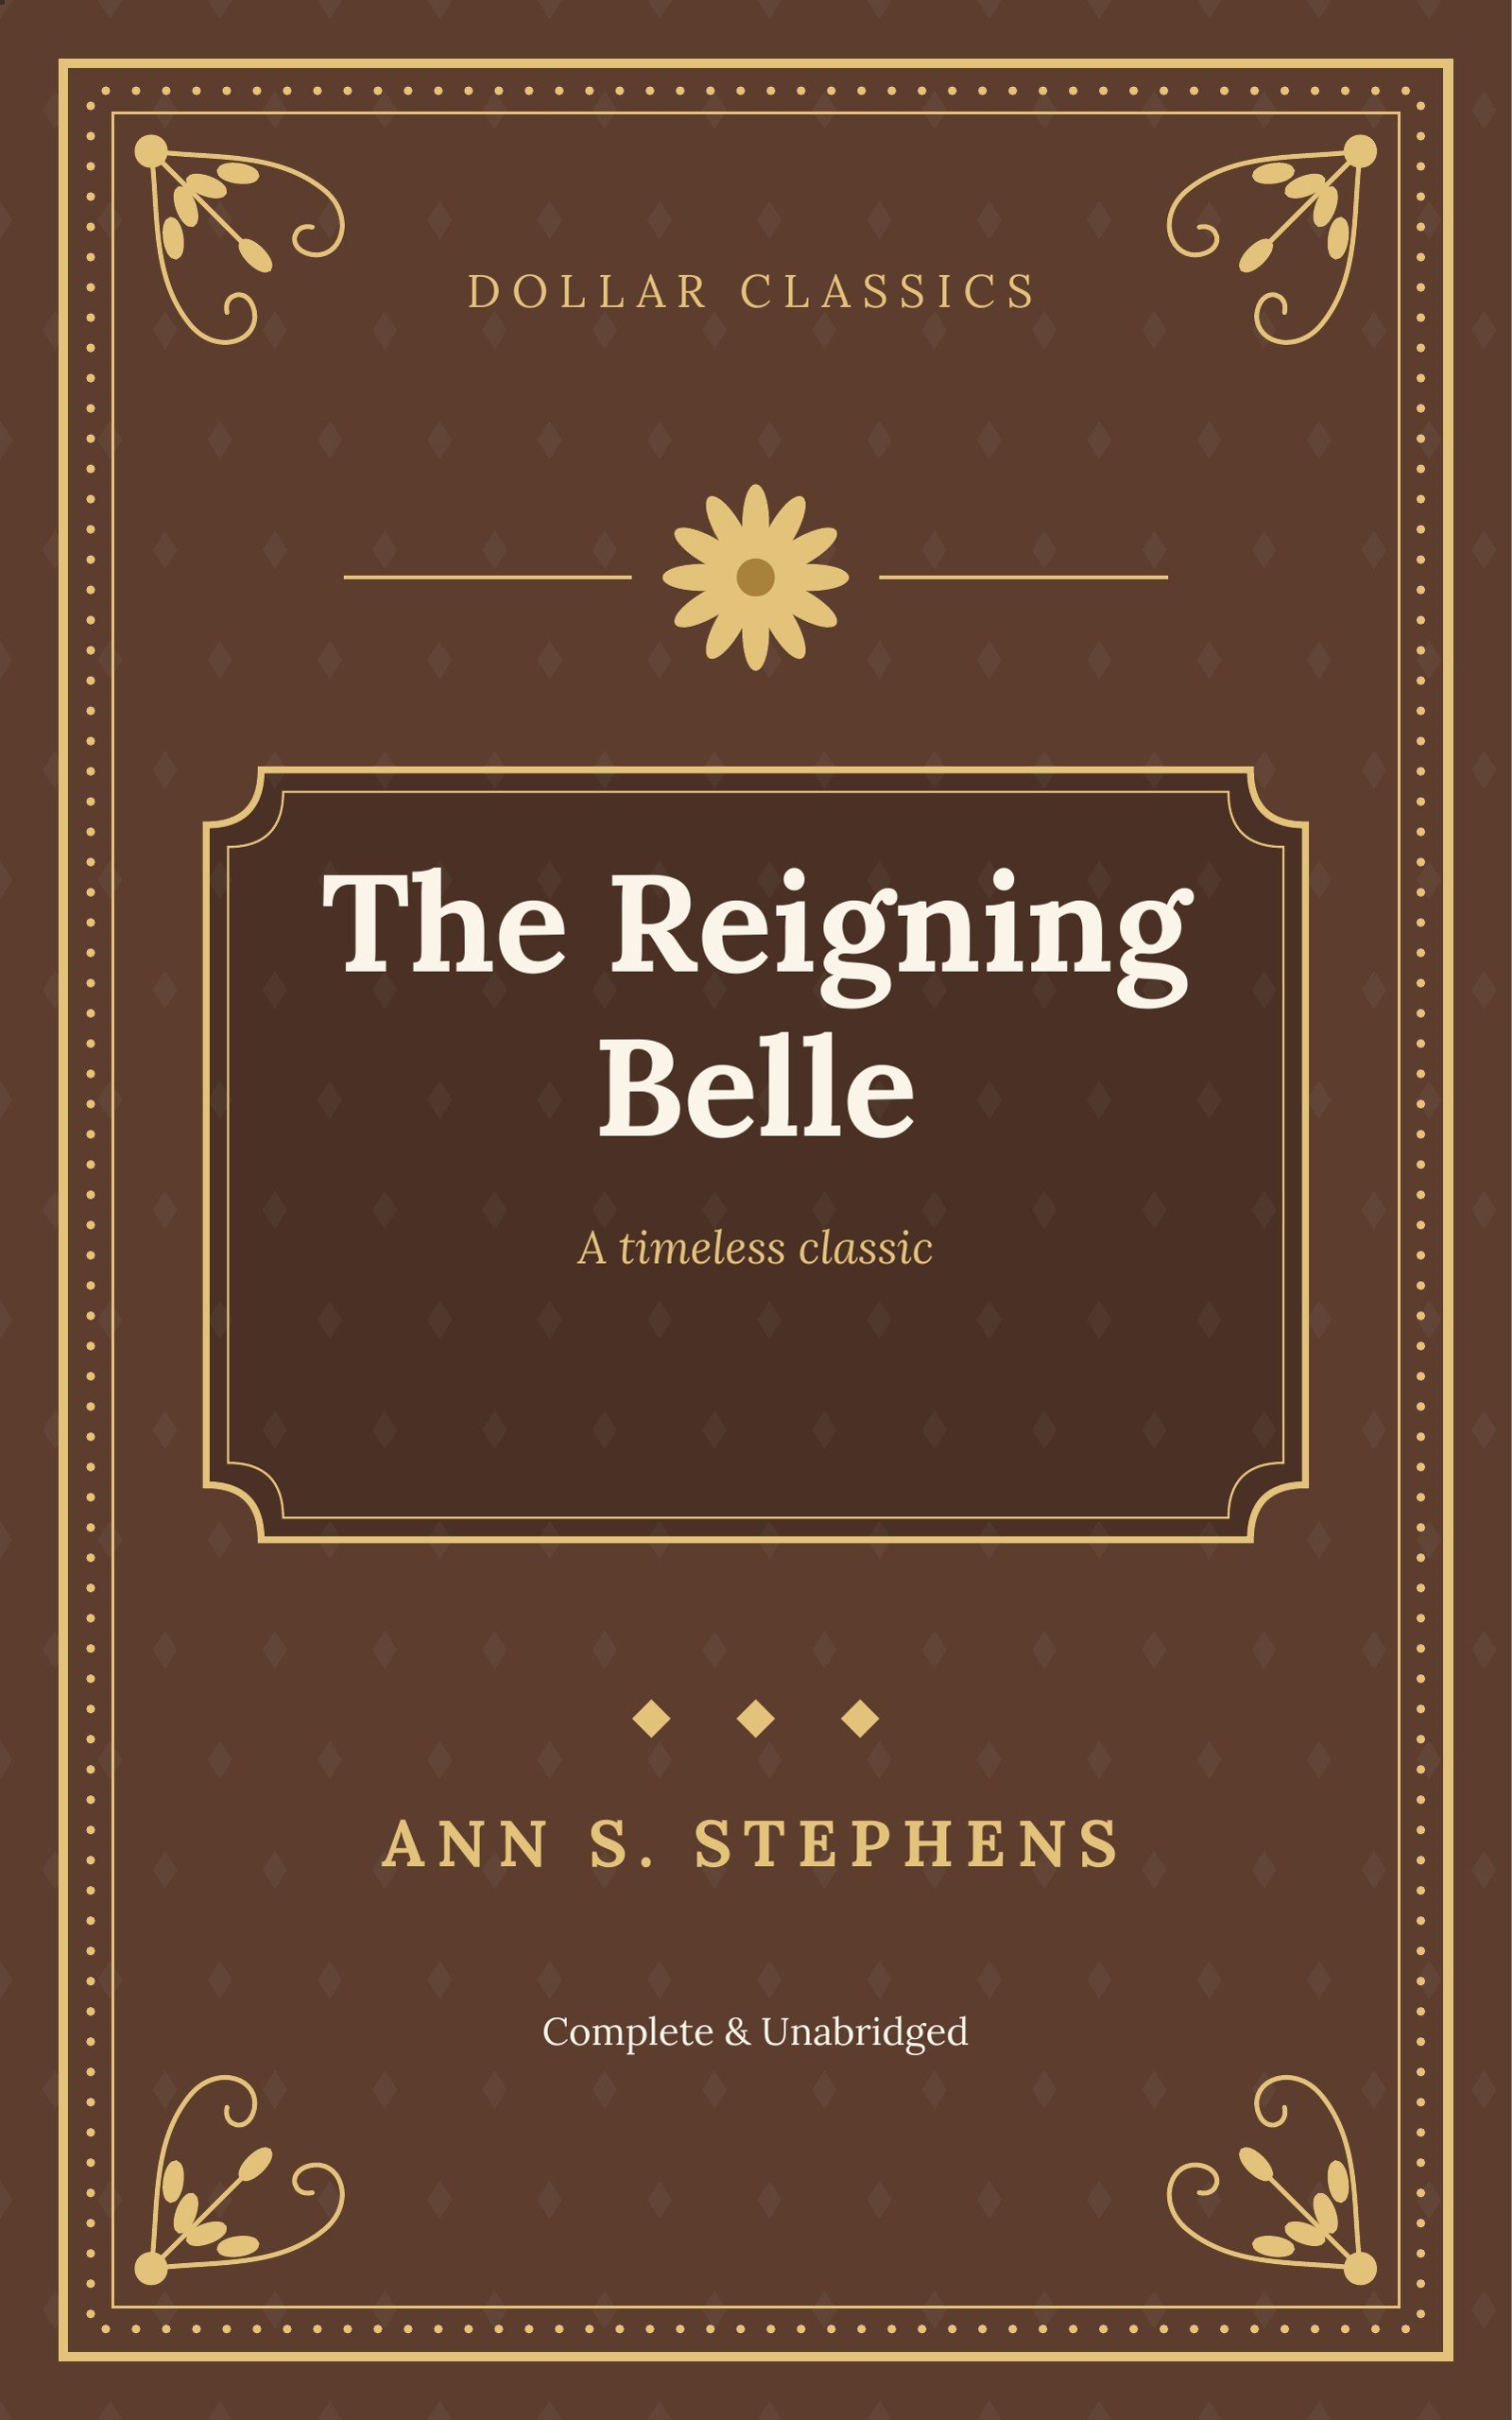 DOLLAR CLASSICS
The Reigning
Belle
A timeless classic
ANN S. STEPHENS
Complete & Unabridged